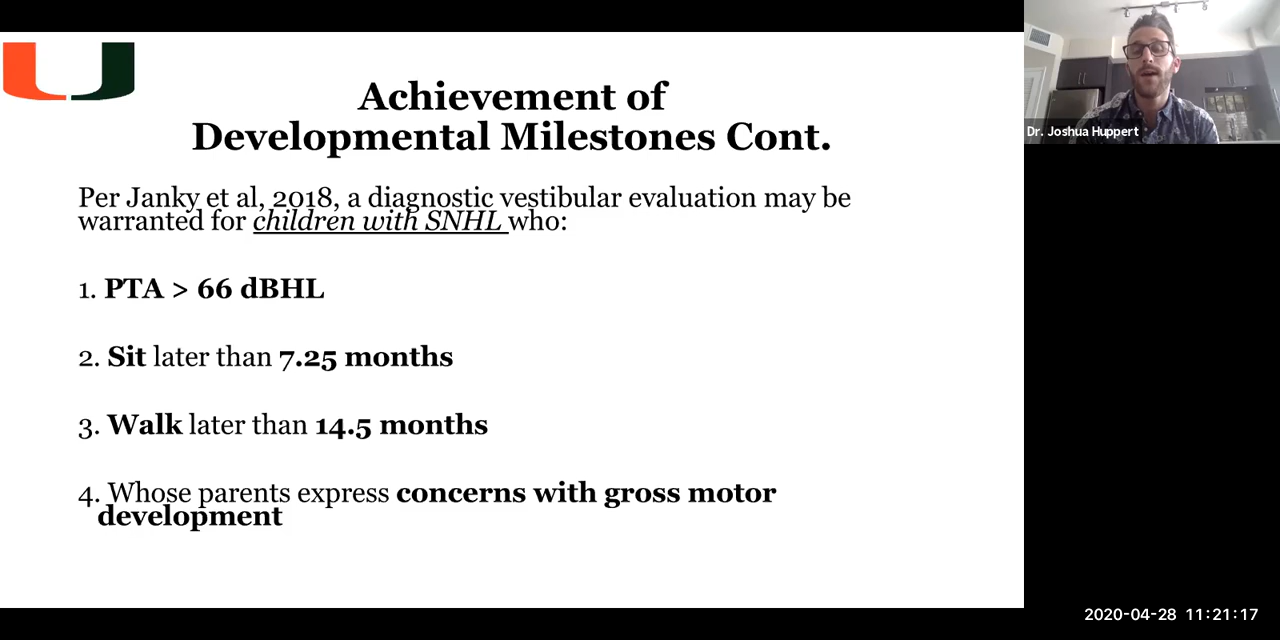 Achievement of
Developmental Milestones Cont.
Per Janky et al, 2018, a diagnostic vestibular evaluation may be
warranted for children with SNHL who:
1. PTA > 66 dBHL
2. Sit later than 7.25 months
3. Walk later than 14.5 months
4. Whose parents express concerns with gross motor
development
Dr. Joshua Huppert
2020-04-28 11:21:17